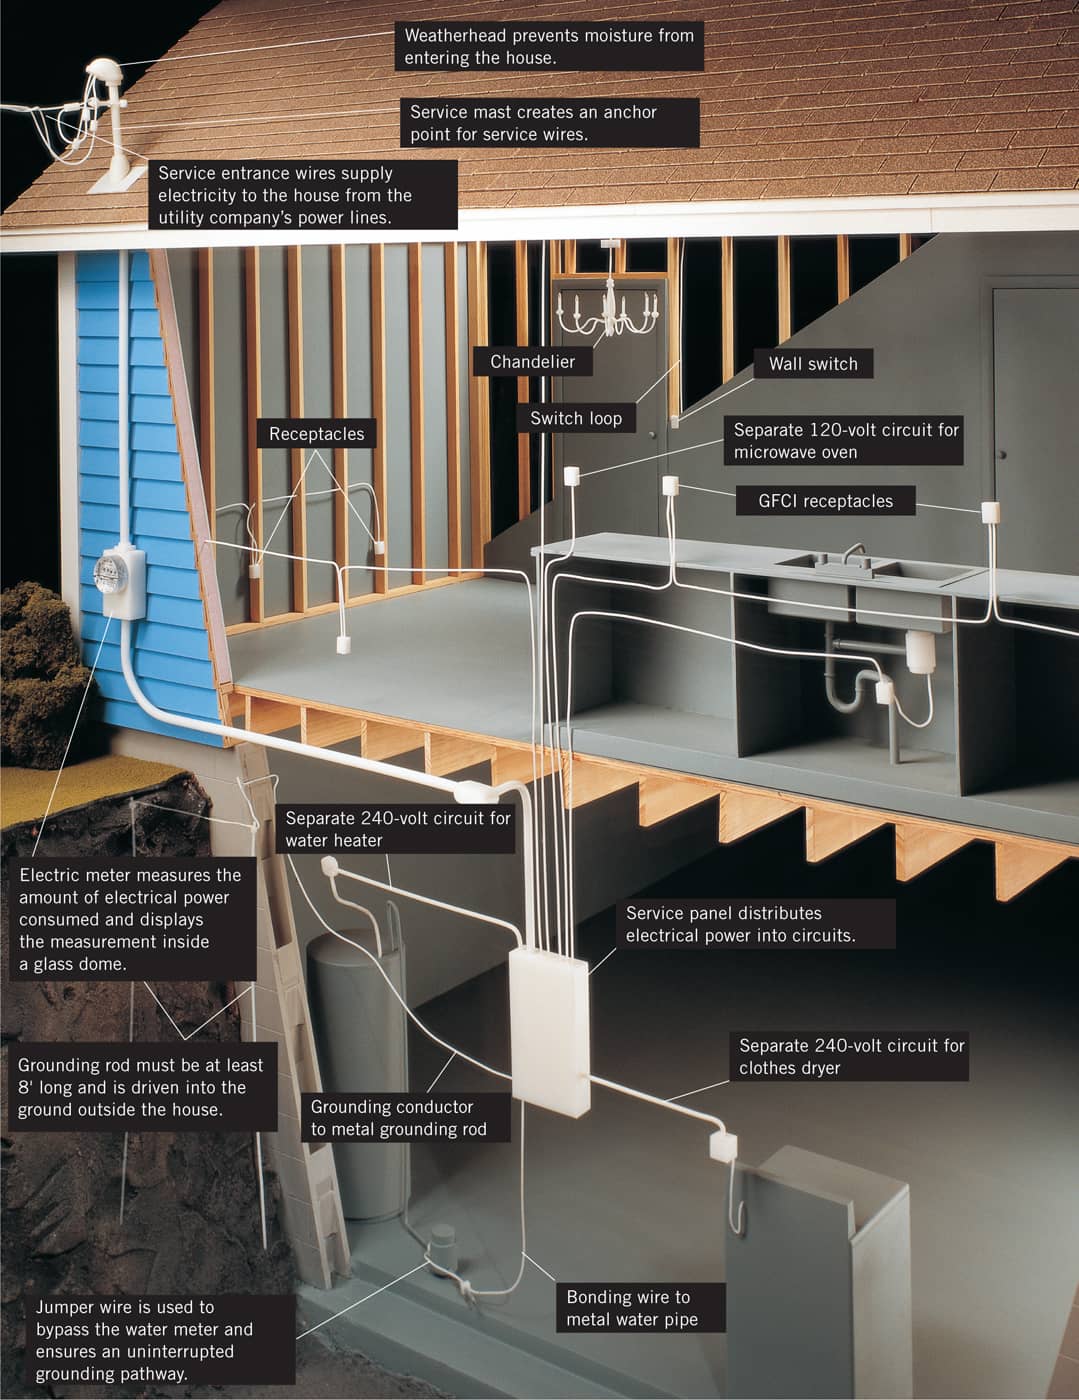 Weatherhead prevents moisture from
entering the house.
Service mast creates an anchor
point for service wires.
Service entrance wires supply
electricity to the house from the
utility company’s power lines.
Chandelier
Wall switch
Switch loop
Receptacles
Separate 120-volt circuit for
microwave oven
GFCI receptacles
Separate 240-volt circuit for
water heater
Electric meter measures the
amount of electrical power
consumed and displays
the measurement inside
a glass dome.
Service panel distributes
electrical power into circuits.
Grounding rod must be at least
8' long and is driven into the
ground outside the house.
Separate 240-volt circuit for
clothes dryer
Grounding conductor
to metal grounding rod
Jumper wire is used to
bypass the water meter and
ensures an uninterrupted
grounding pathway.
Bonding wire to
metal water pipe